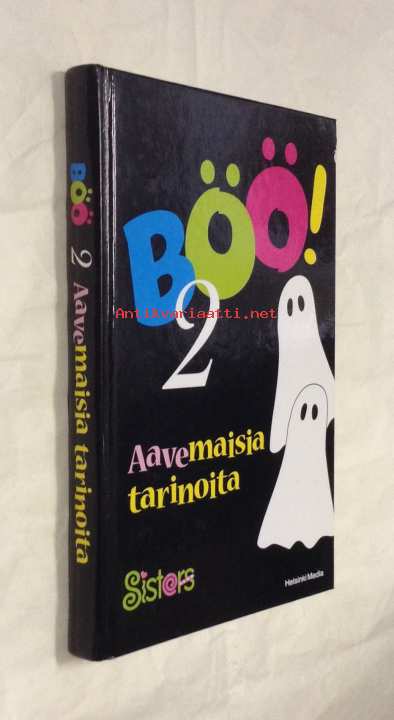 BÖÖ 2 Aavemaisia tarinoita
BÖÖ!
2
Antikvariaatti.net
Aavemaisia
tarinoita
Sisters
Helsinki Media